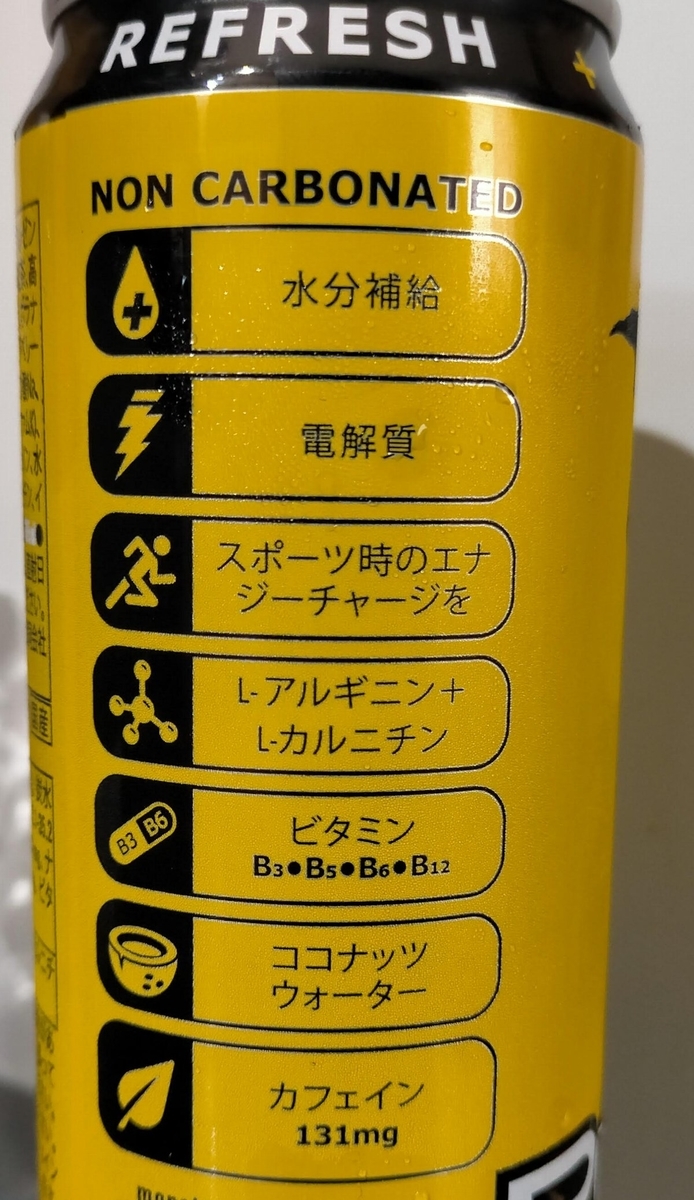 REFRESH
+
NON CARBONATED
水分補給
電解質
スポーツ時のエナ
ジーチャージを
L-アルギニン+
L-カルニチン
B3 B6
ビタミン
B3●B5●B6●B12
ココナッツ
ウォーター
カフェイン
131mg